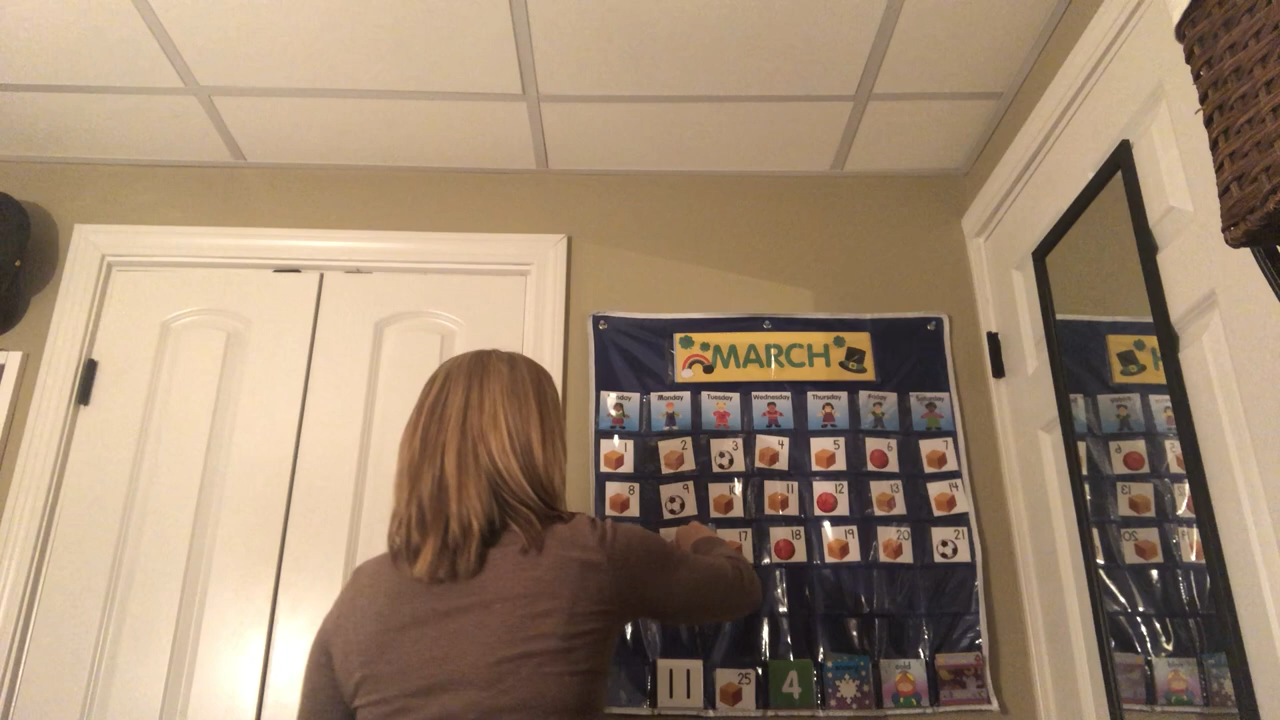 MARCH
Monday Tuesday Wednesday Thursday Friday Saturday
1 2 3 4 5 6 7
8 9 10 11 12 13 14
17 18 19 20 21
11 25 4 cold